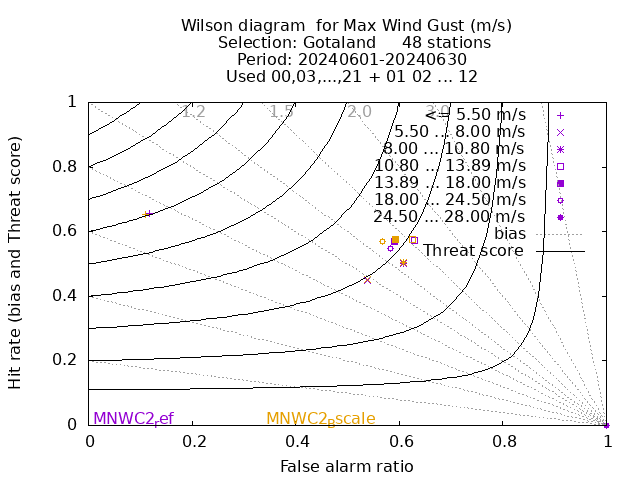 Wilson diagram  for Max Wind Gust (m/s)
Selection: Gotaland     48 stations
Period: 20240601-20240630
Used 00,03,...,21 + 01 02 ... 12
Hit rate (bias and Threat score)
1
0.8
0.6
0.4
0.2
0
1.2
1.5
2.0
3.0
<= 5.50 m/s
5.50 ... 8.00 m/s
8.00 ... 10.80 m/s
10.80 ... 13.89 m/s
13.89 ... 18.00 m/s
18.00 ... 24.50 m/s
24.50 ... 28.00 m/s
bias
Threat score
MNWC2ref
MNWC2Bscale
0
0.2
0.4
0.6
0.8
1
False alarm ratio